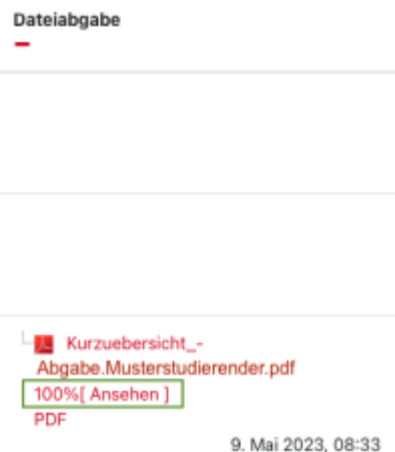 Dateiabgabe
Kurzuebersicht_-
Abgabe.Musterstudierender.pdf
100%[ Ansehen ]
PDF
9. Mai 2023, 08:33